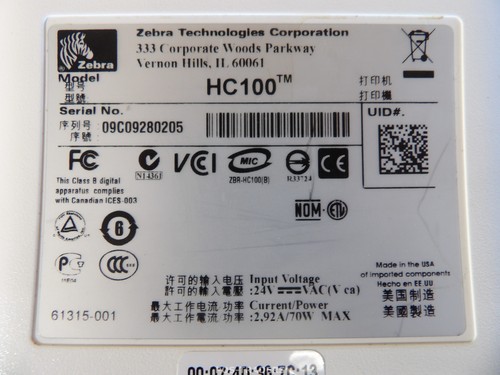 Zebra
Zebra Technologies Corporation
333 Corporate Woods Parkway
Vernon Hills, IL 60061
Model
型号
型號
HC100™
打印机
打印機
Serial No.
序列号
序號
09C09280205
UID#.
FC
N1436
VCI
MIC
ZBR-HC100(B)
R33724
CE
This Class B digital
apparatus complies
with Canadian ICES-003
6
NOM
ETL
CCC
许可的输入电压 Input Voltage
許可的輸入電壓 :24V VAC(V ca)
最大工作电流 功率 Current/Power
最大工作電流 功率 :2,92A/70W MAX
Made in the USA
of imported components
Hecho en EE.UU
美国制造
美國製造
61315-001